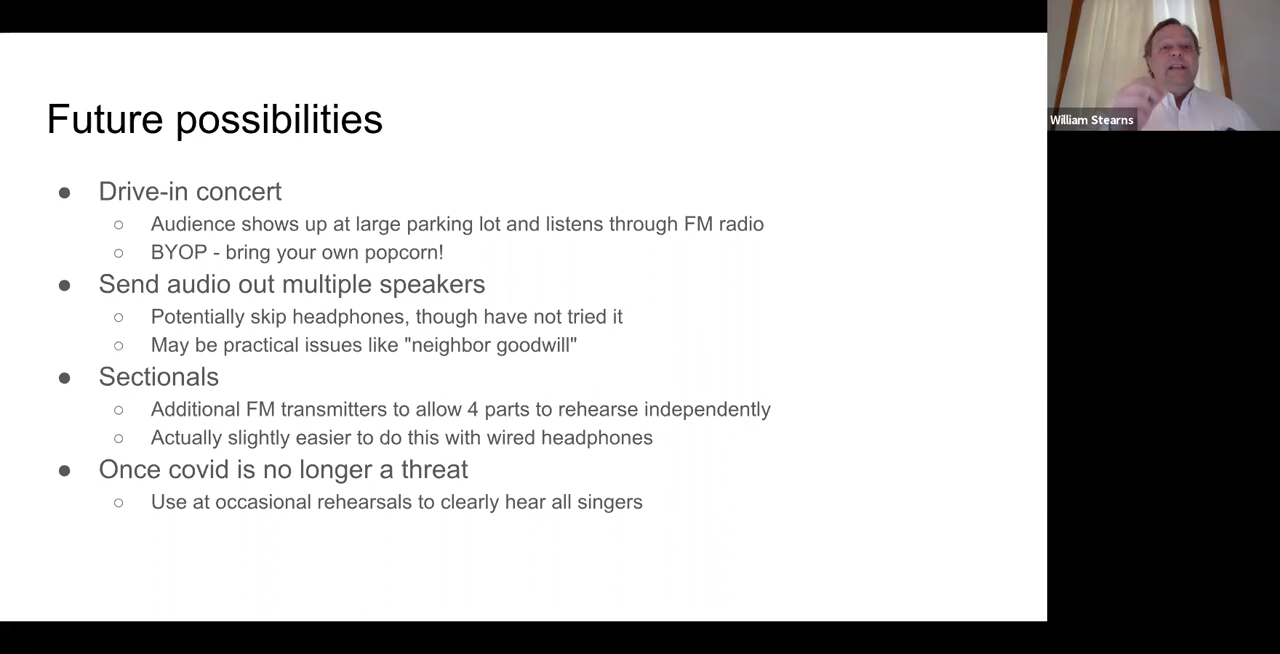 Future possibilities
● Drive-in concert
○ Audience shows up at large parking lot and listens through FM radio
○ BYOP - bring your own popcorn!
● Send audio out multiple speakers
○ Potentially skip headphones, though have not tried it
○ May be practical issues like "neighbor goodwill"
● Sectionals
○ Additional FM transmitters to allow 4 parts to rehearse independently
○ Actually slightly easier to do this with wired headphones
● Once covid is no longer a threat
○ Use at occasional rehearsals to clearly hear all singers
William Stearns